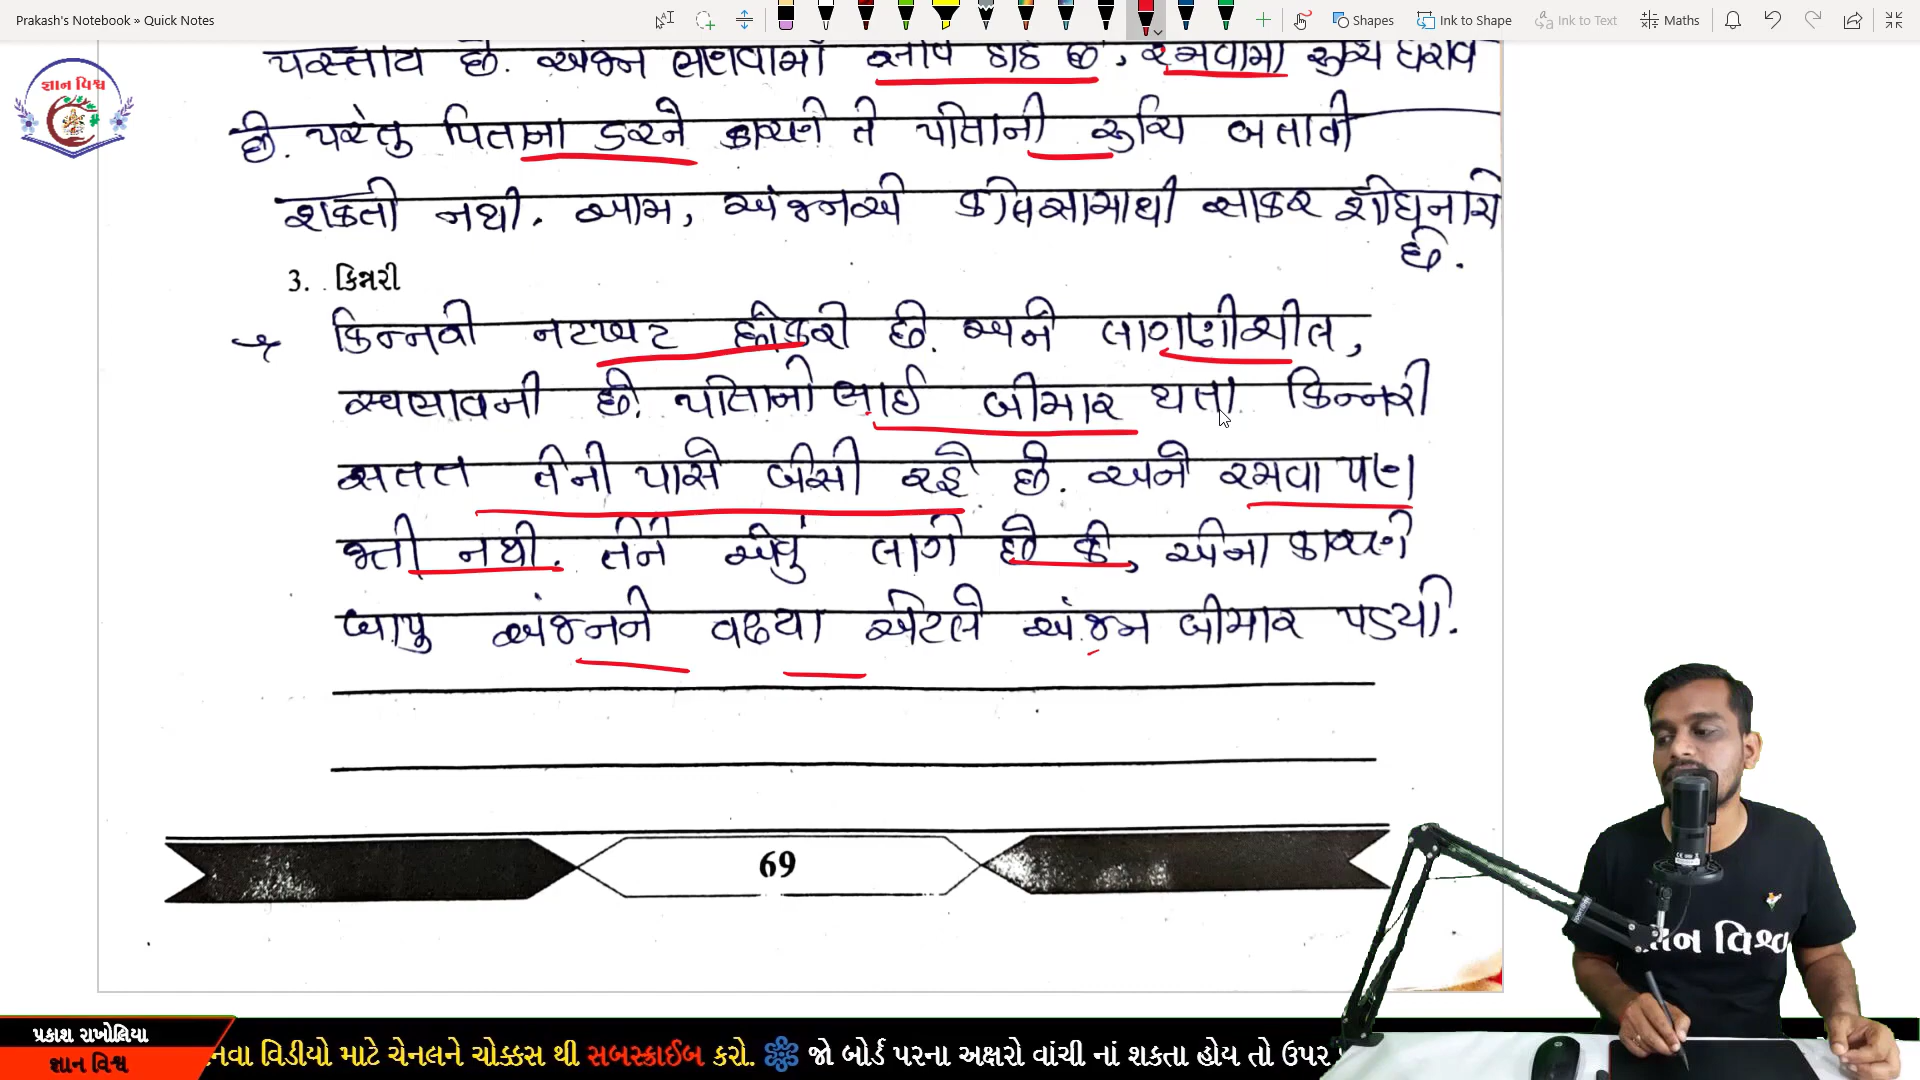 Prakash's Notebook » Quick Notes
Shapes Ink to Shape Ink to Text Maths
જ્ઞાન વિશ્વ
પસ્તાય છે. અંજન ભણવામાં સાવ ઠોઠ છે, રમવામાં રુચિ ધરાવે
છે. પરંતુ પિતાના ડરને કારણે તે પોતાની રુચિ બતાવી
શકતો નથી. આમ, અંજનએ કોલસામાથી સાકર શોધનારો
છે.
3. કિન્નરી
કિન્નરી નટખટ છોકરી છે. અને લાગણીશીલ,
સ્વભાવની છે. પોતાનો ભાઈ બીમાર થતા કિન્નરી
સતત તેની પાસે બેસી રહે છે. અને રમવા પણ
જતી નથી. તેને એવું લાગે છે કે, એના કારણે
બાપુ અંજનને વઢ્યા એટલે અંજન બીમાર પડ્યો.
69
જ્ઞાન વિશ્વ
પ્રકાશ રાખોલિયા
જ્ઞાન વિશ્વ
નવા વિડીયો માટે ચેનલને ચોક્કસ થી સબસ્ક્રાઈબ કરો. જો બોર્ડ પરના અક્ષરો વાંચી નાં શકતા હોય તો ઉપર